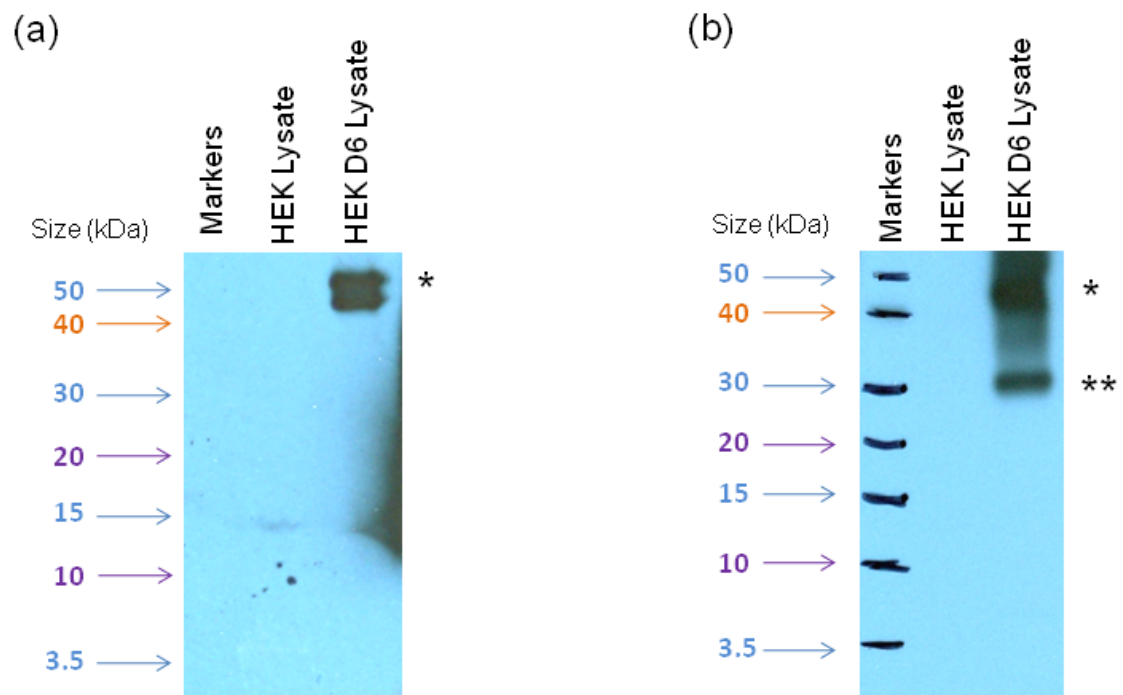 (a)
Markers
HEK Lysate
HEK D6 Lysate
Size (kDa)
50
40
30
20
15
10
3.5
*
(b)
Markers
HEK Lysate
HEK D6 Lysate
Size (kDa)
50
40
30
20
15
10
3.5
*
**